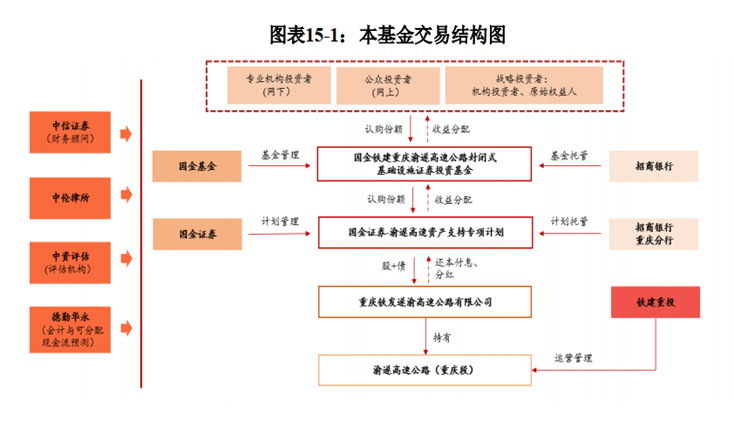 图表15-1：本基金交易结构图
专业机构投资者
（网下）
公众投资者
（网上）
战略投资者：
机构投资者、原始权益人
中信证券
（财务顾问）
认购份额
收益分配
国金基金
基金管理
国金铁建重庆渝遂高速公路封闭式
基础设施证券投资基金
基金托管
招商银行
中伦律所
认购份额
收益分配
国金证券
计划管理
国金证券-渝遂高速资产支持专项计划
计划托管
招商银行
重庆分行
中资评估
（评估机构）
股+债
还本付息、
分红
重庆铁发遂渝高速公路有限公司
铁建重投
德勤华永
（会计与可分配
现金流预测）
持有
渝遂高速公路（重庆段）
运营管理